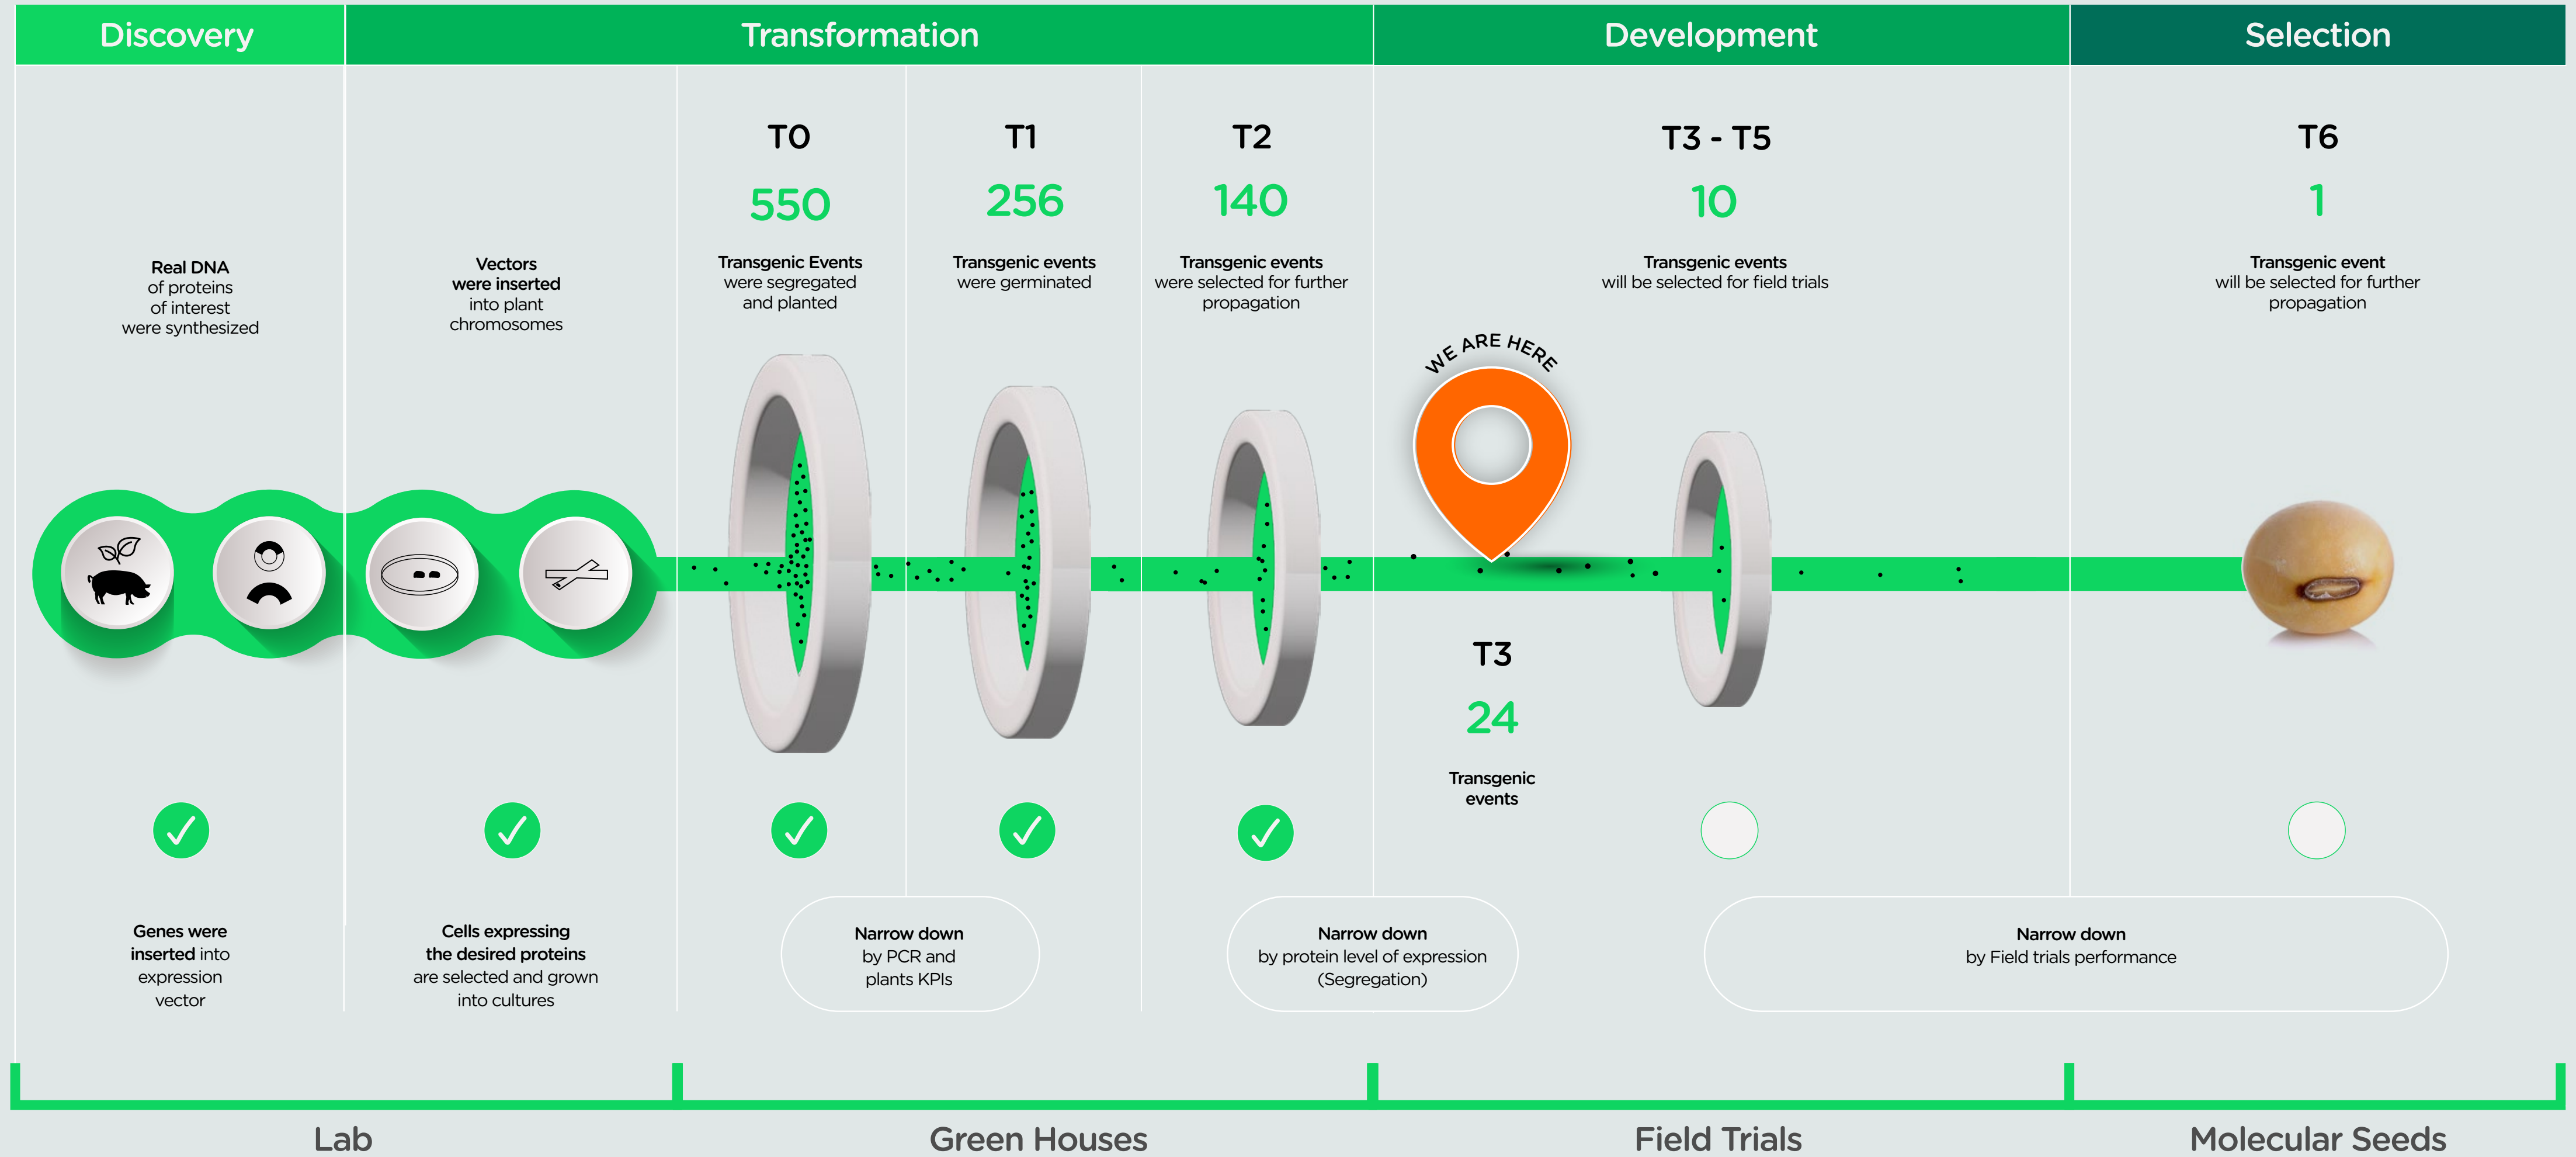 Discovery
Transformation
Development
Selection
Real DNA
of proteins
of interest
were synthesized
Vectors
were inserted
into plant
chromosomes
T0
550
Transgenic Events
were segregated
and planted
T1
256
Transgenic events
were germinated
T2
140
Transgenic events
were selected for further
propagation
T3 - T5
10
Transgenic events
will be selected for field trials
T6
1
Transgenic event
will be selected for further
propagation
WE ARE HERE
T3
24
Transgenic
events
Genes were
inserted into
expression
vector
Cells expressing
the desired proteins
are selected and grown
into cultures
Narrow down
by PCR and
plants KPIs
Narrow down
by protein level of expression
(Segregation)
Narrow down
by Field trials performance
Lab
Green Houses
Field Trials
Molecular Seeds